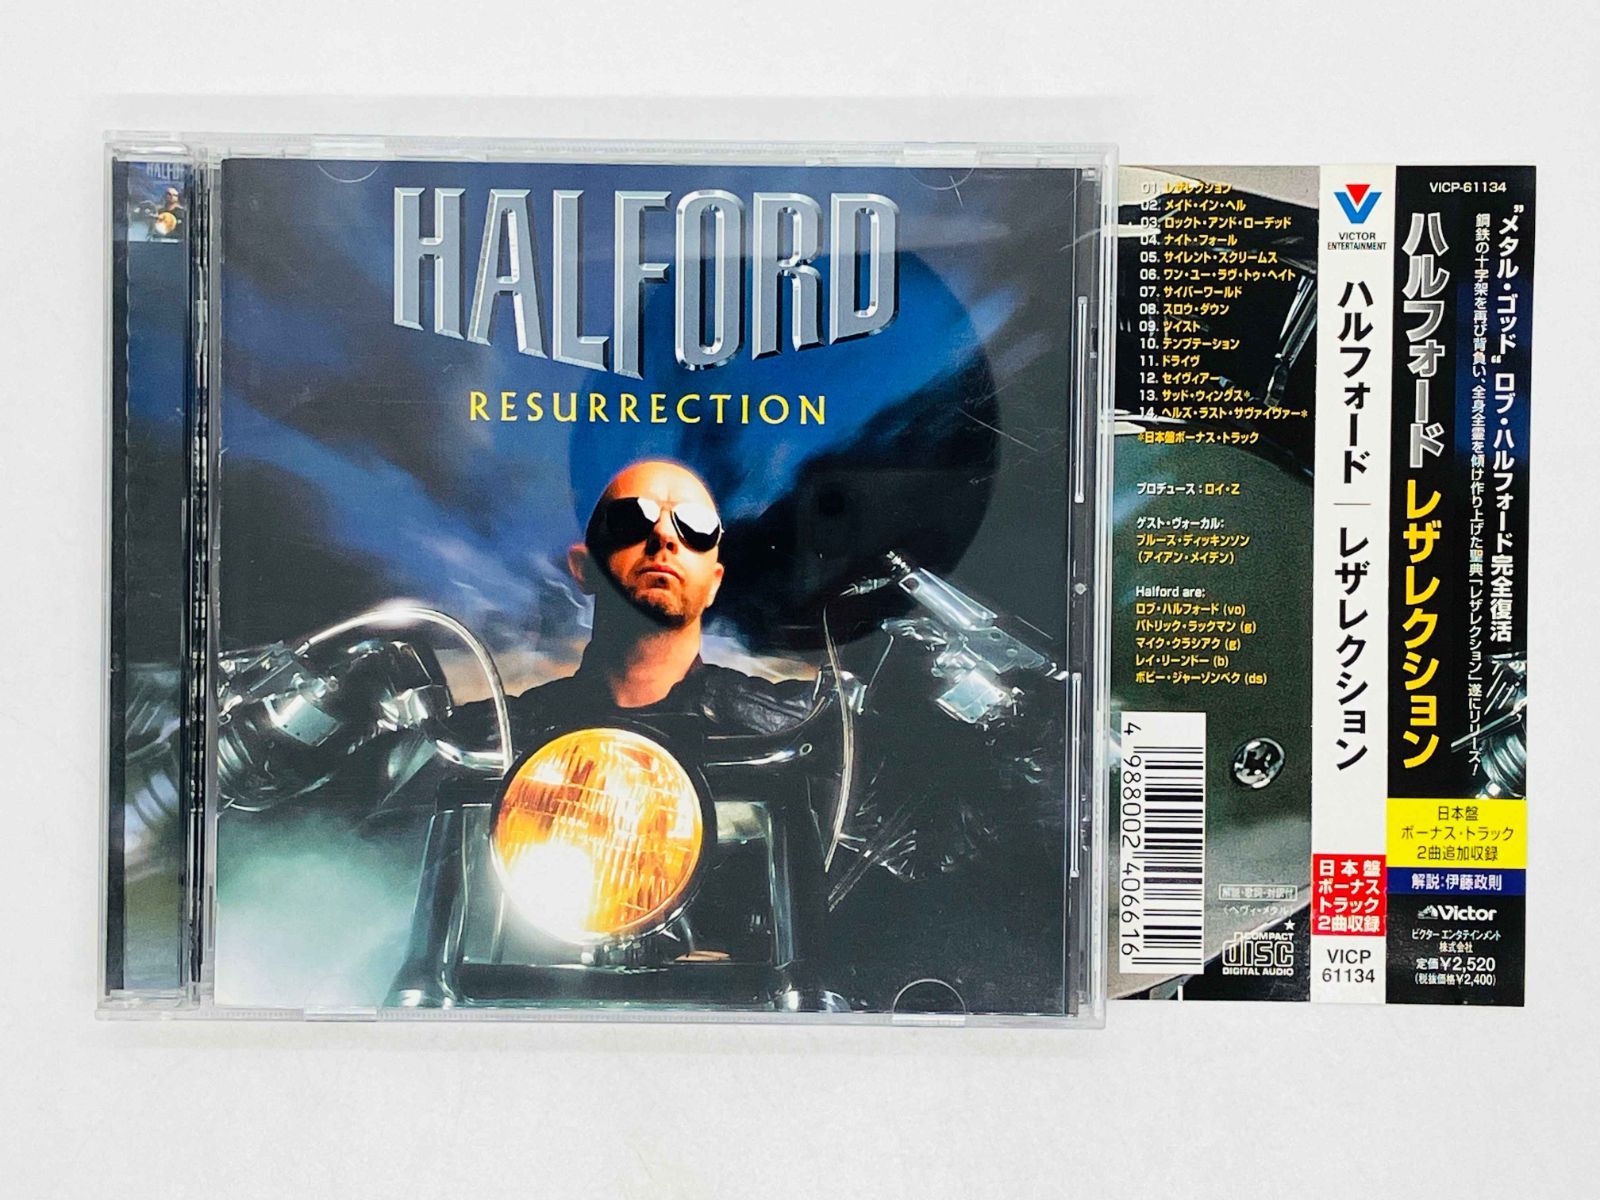 HALFORD
HALFORD
RESURRECTION
01. レザレクション
02. メイド・イン・ヘル
03. ロックト・アンド・ローデッド
04. ナイト・フォール
05. サイレント・スクリームス
06. ワン・ユー・ラヴ・トゥ・ヘイト
07. サイバーワールド
08. スロウ・ダウン
09. ツイスト
10. テンプテーション
11. ドライヴ
12. セイヴィアー
13. サッド・ウィングス*
14. ヘルズ・ラスト・サヴァイヴァー*
*日本盤ボーナス・トラック
プロデュース：ロイ・Z
ゲスト・ヴォーカル：
ブルース・ディッキンソン
（アイアン・メイデン）
Halford are:
ロブ・ハルフォード (vo)
パトリック・ラックマン (g)
マイク・クラシアク (g)
レイ・リーンドー (b)
ボビー・ジャーゾンベク (ds)
4 988002 406616
解説・歌詞・対訳付
（ヘヴィ・メタル）
★
COMPACT
disc
DIGITAL AUDIO
VICTOR
ENTERTAINMENT
ハルフォード｜レザレクション
日本盤
ボーナス
トラック
2曲収録
VICP
61134
VICP-61134
"メタル・ゴッド"ロブ・ハルフォード完全復活
鋼鉄の十字架を再び背負い、全身全霊を傾け作り上げた聖典「レザレクション」遂にリリース！
ハルフォード レザレクション
日本盤
ボーナス・トラック
2曲追加収録
解説：伊藤政則
Victor
ビクターエンタテインメント
株式会社
定価￥2,520
(税抜価格￥2,400)